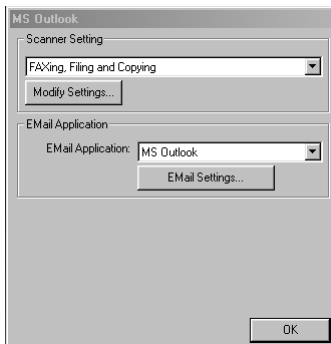 MS Outlook
Scanner Setting
FAXing, Filing and Copying
Modify Settings...
EMail Application
EMail Application: MS Outlook
EMail Settings...
OK